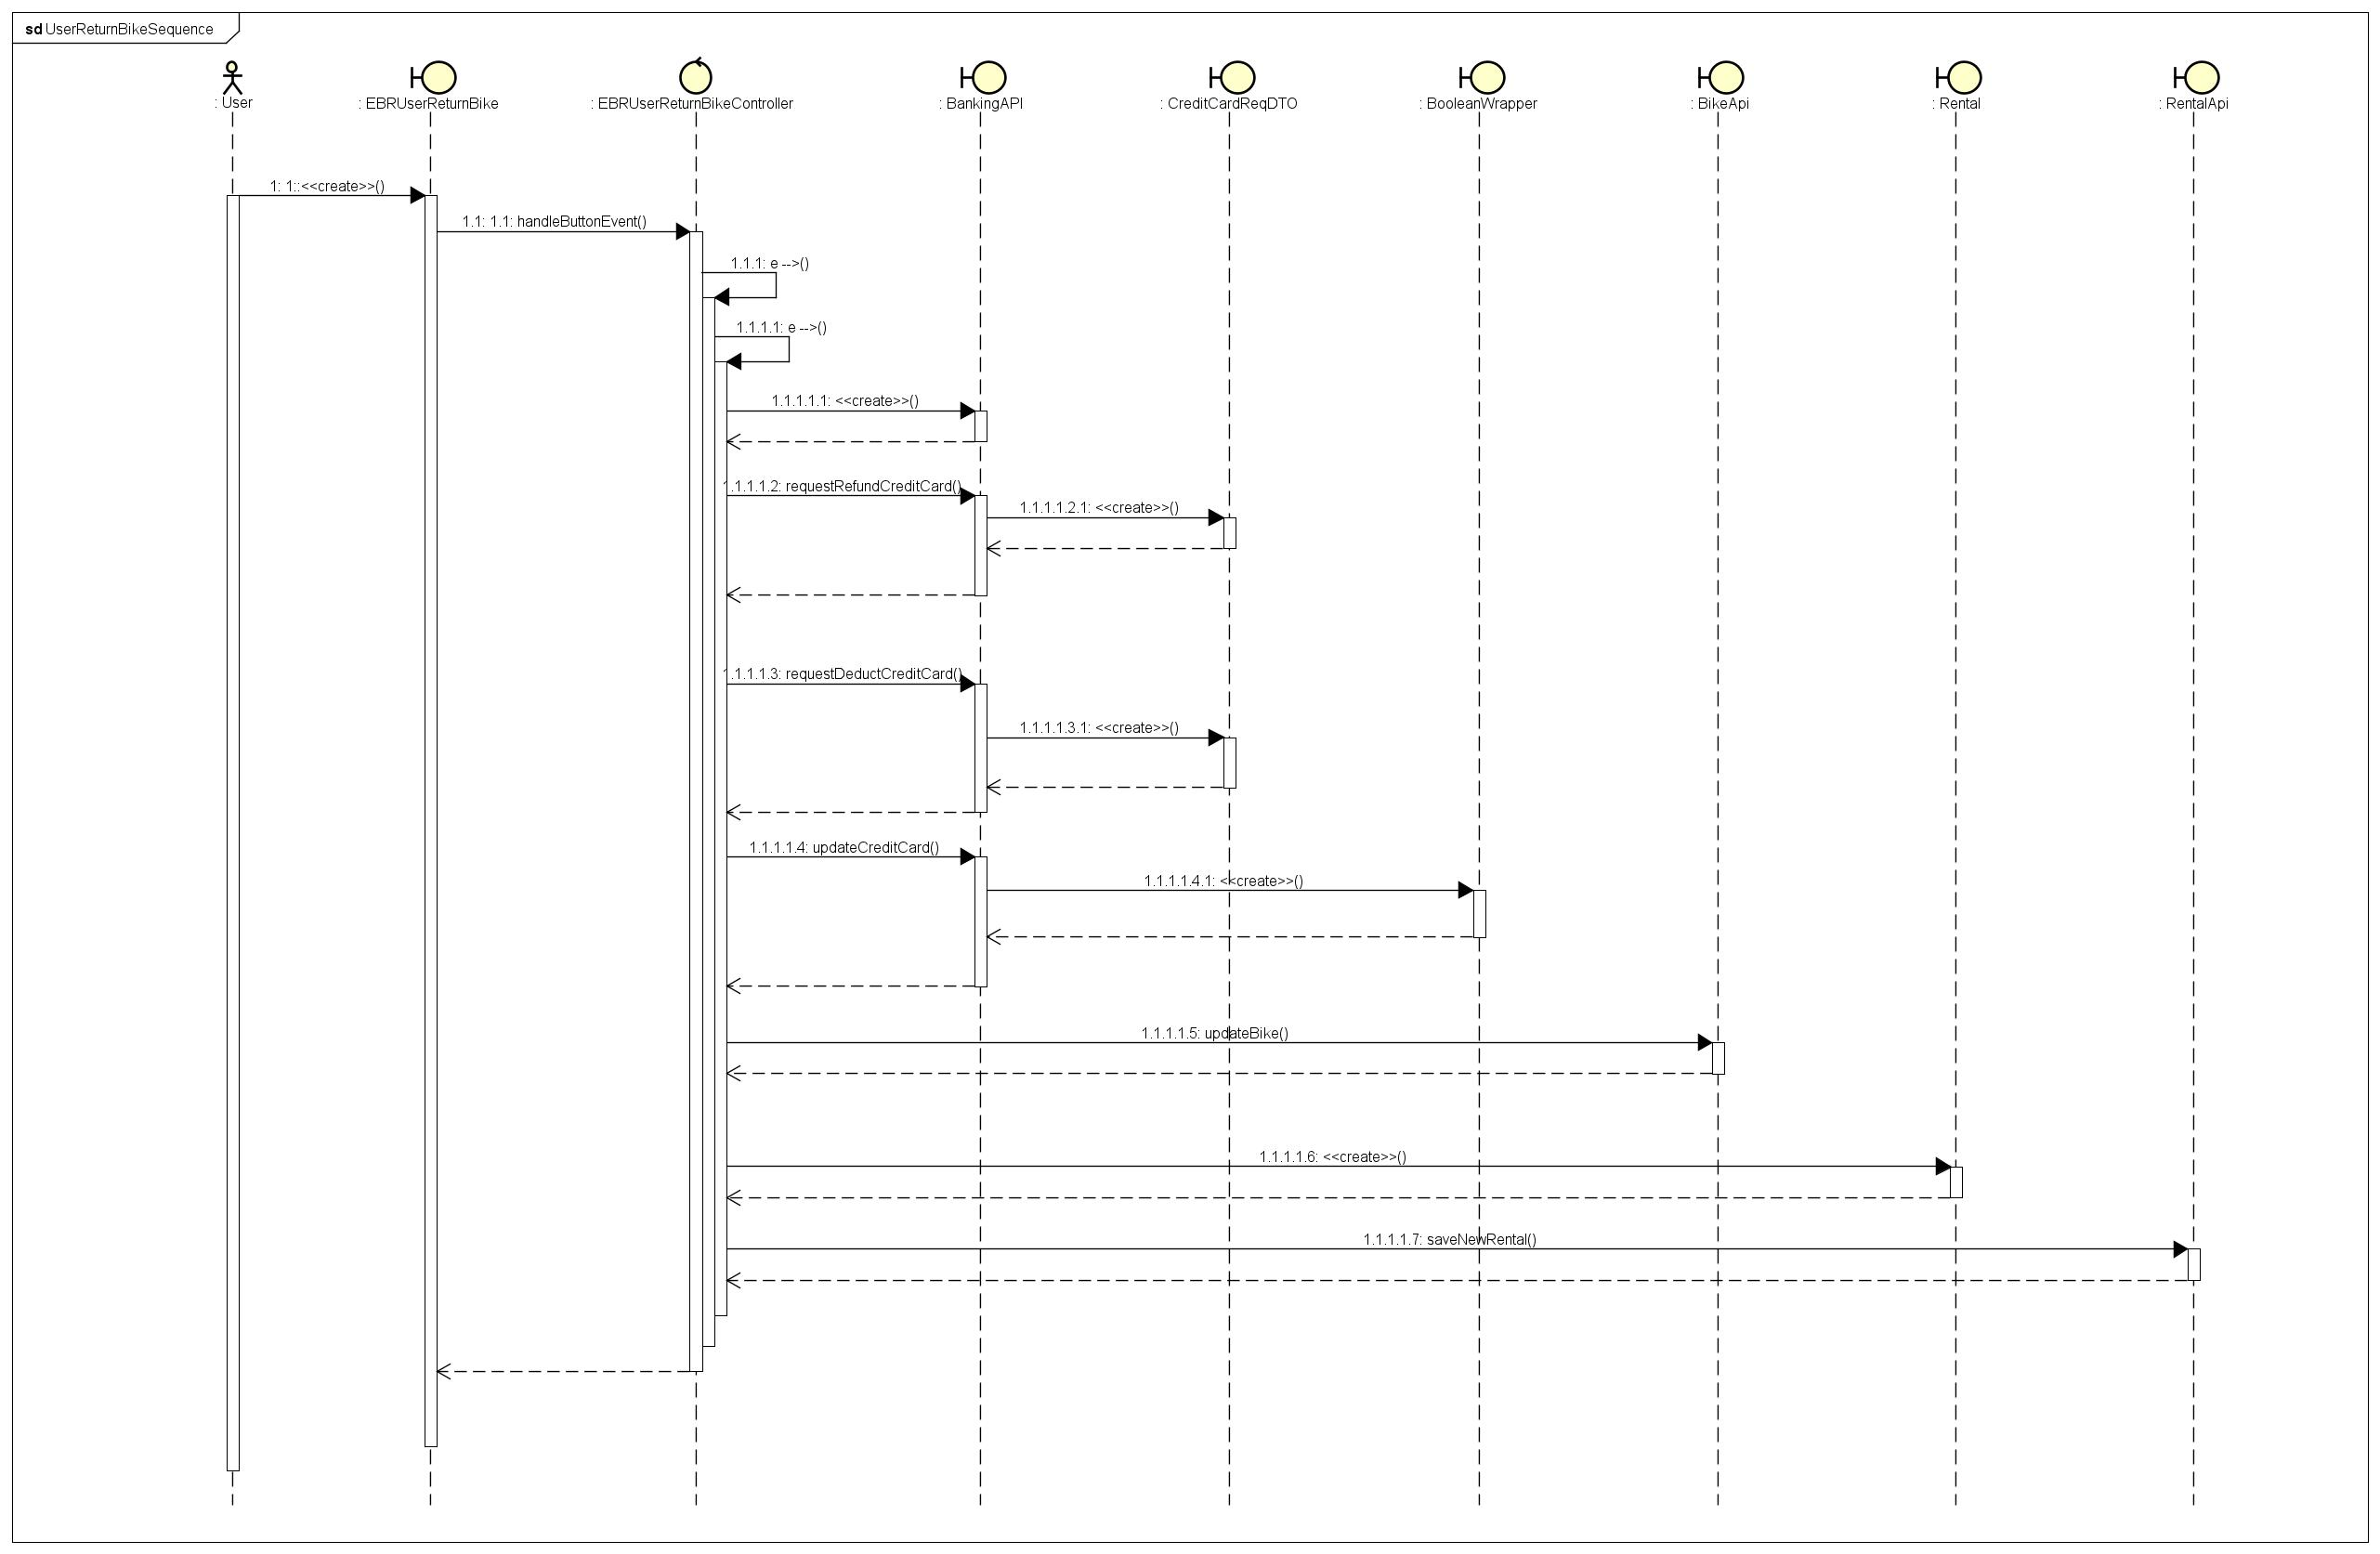 sd UserReturnBikeSequence
: User
: EBRUserReturnBike
: EBRUserReturnBikeController
: BankingAPI
: CreditCardReqDTO
: BooleanWrapper
: BikeApi
: Rental
: RentalApi
1: 1::<<create>>()
1.1: 1.1: handleButtonEvent()
1.1.1: e -->()
1.1.1.1: e -->()
1.1.1.1.1: <<create>>()
1.1.1.1.2: requestRefundCreditCard()
1.1.1.1.2.1: <<create>>()
1.1.1.1.3: requestDeductCreditCard()
1.1.1.1.3.1: <<create>>()
1.1.1.1.4: updateCreditCard()
1.1.1.1.4.1: <<create>>()
1.1.1.1.5: updateBike()
1.1.1.1.6: <<create>>()
1.1.1.1.7: saveNewRental()